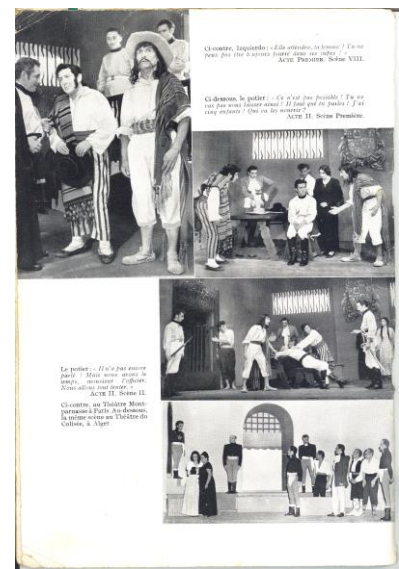 Ci-contre, Izquierdo : « Elle attendra, la femme ! Tu ne
peux pas être toujours fourré dans ses jupes ! »
ACTE PREMIER. Scène VIII.
Ci-dessous, le potier : « Ce n'est pas possible ! Tu ne
vas pas nous laisser ainsi ! Il faut que tu parles ! J'ai
cinq enfants ! Qui va les nourrir ? »
ACTE II. Scène Première.
Le potier : « Il n'a pas encore
parlé ! Mais nous avons le
temps, monsieur l'officier.
Nous allons tout tenter. »
ACTE II. Scène II.
Ci-contre, au Théâtre Mont-
parnasse à Paris. Au-dessous,
la même scène au Théâtre du
Colisée, à Alger.